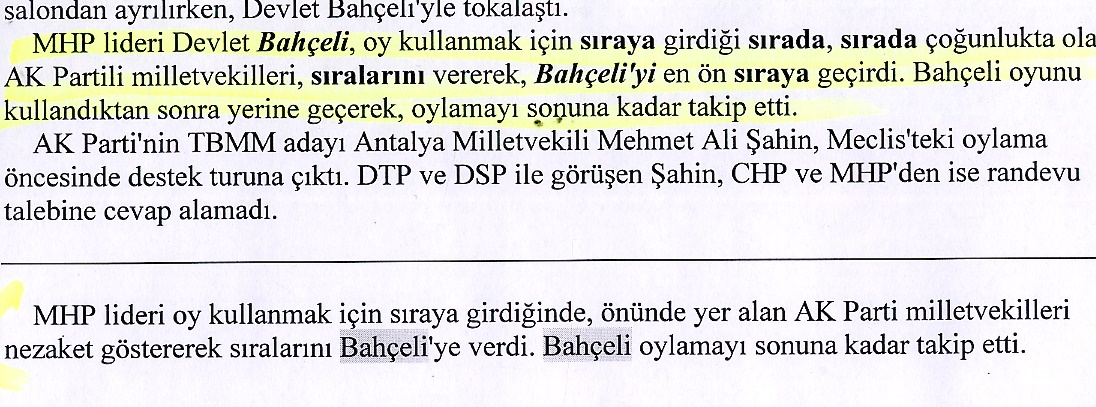 salondan ayrılırken, Devlet Bahçeli'yle tokalaştı.
MHP lideri Devlet Bahçeli, oy kullanmak için sıraya girdiği sırada, sırada çoğunlukta ola
AK Partili milletvekilleri, sıralarını vererek, Bahçeli'yi en ön sıraya geçirdi. Bahçeli oyunu
kullandıktan sonra yerine geçerek, oylamayı sonuna kadar takip etti.
AK Parti'nin TBMM adayı Antalya Milletvekili Mehmet Ali Şahin, Meclis'teki oylama
öncesinde destek turuna çıktı. DTP ve DSP ile görüşen Şahin, CHP ve MHP'den ise randevu
talebine cevap alamadı.
MHP lideri oy kullanmak için sıraya girdiğinde, önünde yer alan AK Parti milletvekilleri
nezaket göstererek sıralarını Bahçeli'ye verdi. Bahçeli oylamayı sonuna kadar takip etti.